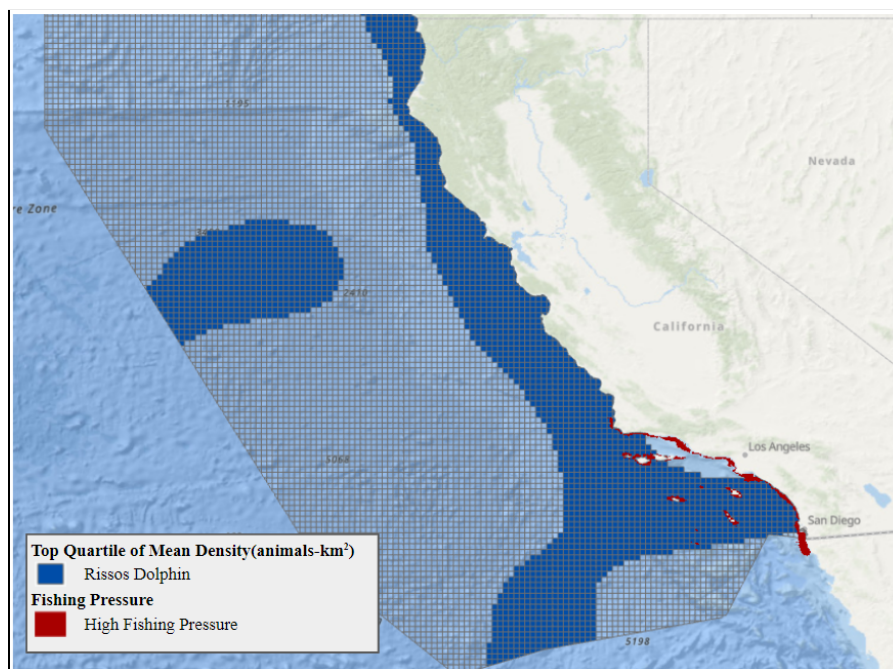 1195
Nevada
re Zone
2410
California
Los Angeles
5068
San Diego
Top Quartile of Mean Density(animals-km²)
Rissos Dolphin
Fishing Pressure
High Fishing Pressure
5198